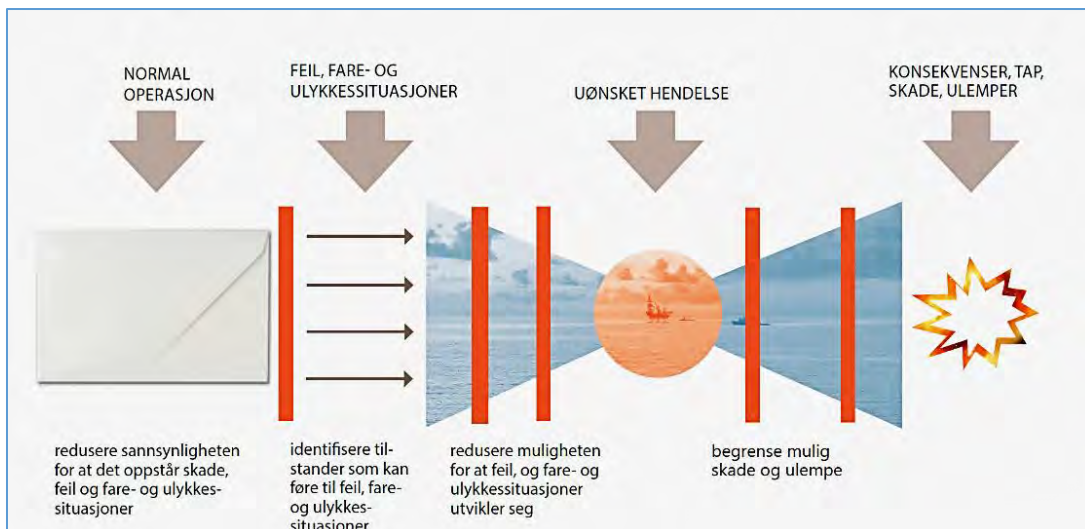 NORMAL
OPERASJON
FEIL, FARE- OG
ULYKKESSITUASJONER
UØNSKET HENDELSE
KONSEKVENSER, TAP,
SKADE, ULEMPER
redusere sannsynligheten
for at det oppstår skade,
feil og fare- og ulykkes-
situasjoner
identifisere til-
stander som kan
føre til feil, fare-
og ulykkes-
situasjoner
redusere muligheten
for at feil, og fare- og
ulykkessituasjoner
utvikler seg
begrense mulig
skade og ulempe